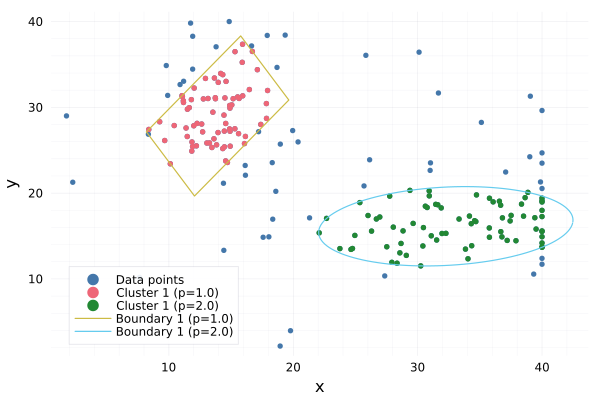 40
30
20
10
y
Data points
Cluster 1 (p=1.0)
Cluster 1 (p=2.0)
Boundary 1 (p=1.0)
Boundary 1 (p=2.0)
10
20
30
40
x